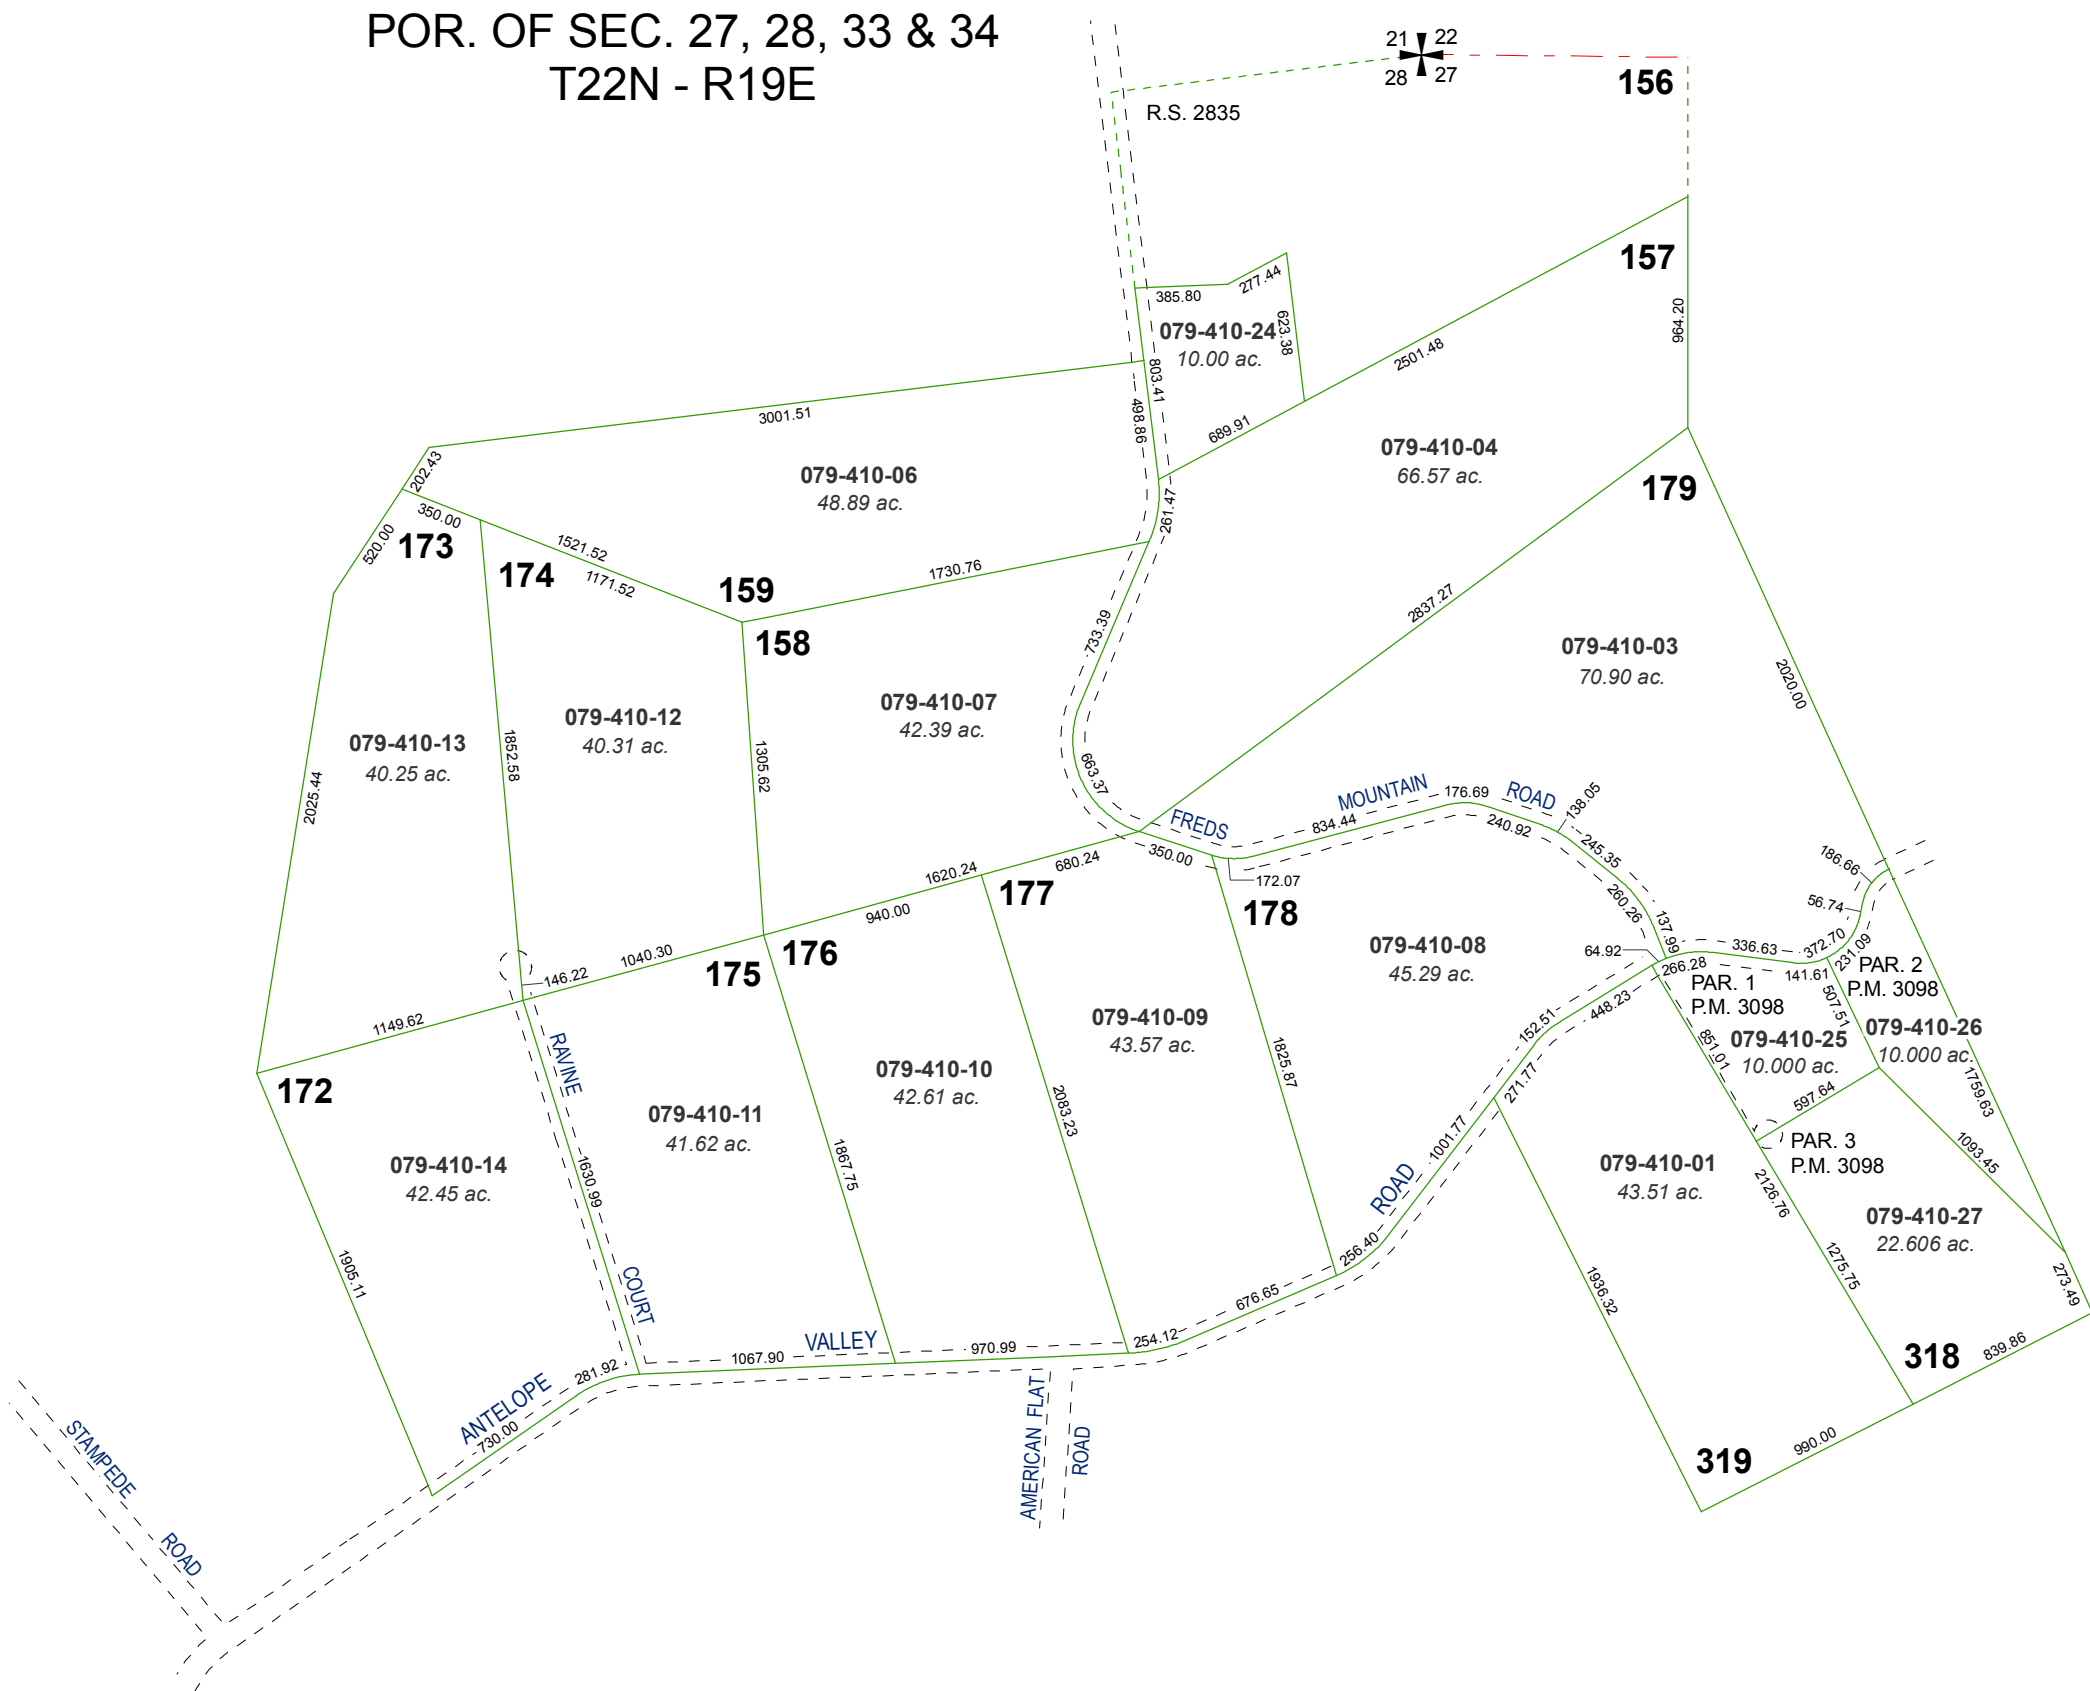 POR. OF SEC. 27, 28, 33 & 34
T22N - R19E
21 22
28 27
156
R.S. 2835
157
964.20
385.80
277.44
623.38
079-410-24
10.00 ac.
803.41
498.86
689.91
2501.48
261.47
3001.51
202.43
079-410-06
48.89 ac.
079-410-04
66.57 ac.
179
350.00
520.00
173
174
1521.52
1171.52
159
1730.76
158
733.39
2837.27
079-410-03
70.90 ac.
2020.00
079-410-13
40.25 ac.
1852.58
079-410-12
40.31 ac.
1305.62
079-410-07
42.39 ac.
663.37
2025.44
FREDS
MOUNTAIN
ROAD
834.44
176.69
240.92
138.05
245.35
260.26
137.99
350.00
172.07
186.66
56.74
680.24
1620.24
940.00
177
178
176
175
1040.30
146.22
1149.62
172
079-410-08
45.29 ac.
64.92
266.28
336.63
372.70
141.61
231.09
PAR. 1
P.M. 3098
PAR. 2
P.M. 3098
507.51
079-410-25
10.000 ac.
079-410-26
10.000 ac.
851.01
597.64
1759.63
1093.45
PAR. 3
P.M. 3098
079-410-09
43.57 ac.
1825.87
152.51
448.23
271.77
079-410-10
42.61 ac.
2083.23
RAVINE
COURT
079-410-11
41.62 ac.
1867.75
1630.99
079-410-14
42.45 ac.
1905.11
1001.77
ROAD
256.40
079-410-01
43.51 ac.
2126.76
1275.75
079-410-27
22.606 ac.
273.49
1936.32
318
839.86
319
990.00
676.65
254.12
970.99
VALLEY
1067.90
281.92
ANTELOPE
730.00
AMERICAN FLAT
ROAD
STAMPEDE
ROAD